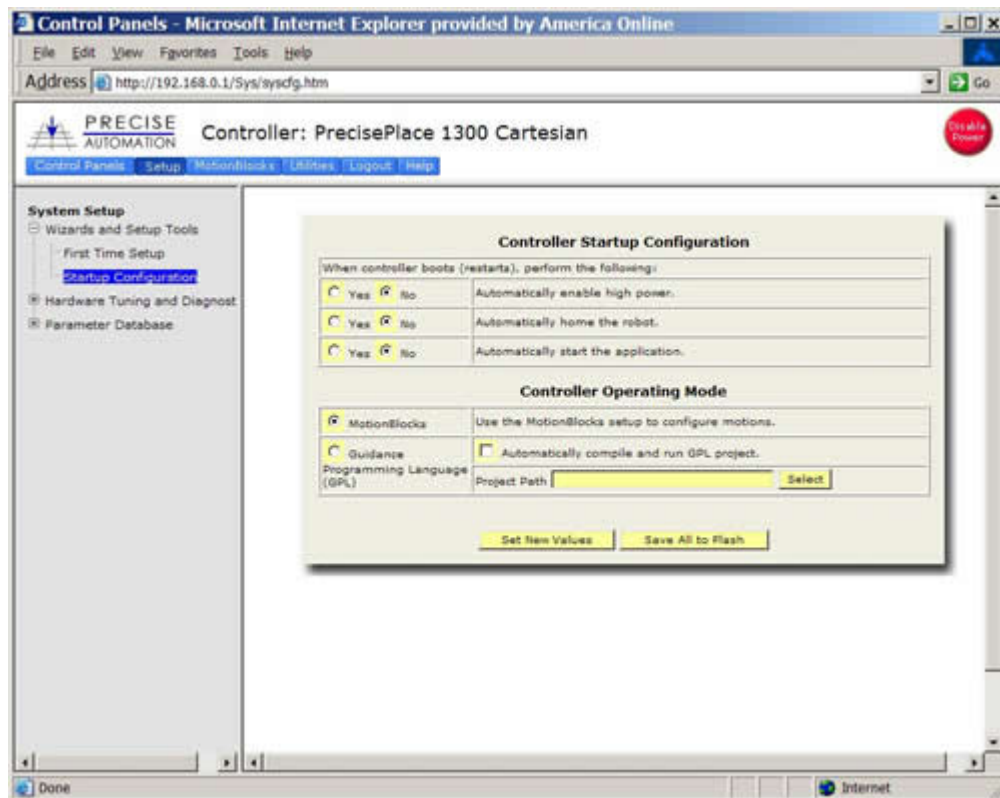 Control Panels - Microsoft Internet Explorer provided by America Online
File Edit View Favorites Tools Help
Address http://192.168.0.1/Sys/syscfg.htm Go
PRECISE
AUTOMATION
Controller: PrecisePlace 1300 Cartesian
Disable
Power
Control Panels Setup MotionBlocks Utilities Logout Help
System Setup
Wizards and Setup Tools
First Time Setup
Startup Configuration
Hardware Tuning and Diagnost
Parameter Database
Controller Startup Configuration
When controller boots (restarts), perform the following:
Yes No Automatically enable high power.
Yes No Automatically home the robot.
Yes No Automatically start the application.
Controller Operating Mode
MotionBlocks Use the MotionBlocks setup to configure motions.
Guidance
Programming Language
(GPL)
Automatically compile and run GPL project.
Project Path Select
Set New Values Save All to Flash
Done Internet